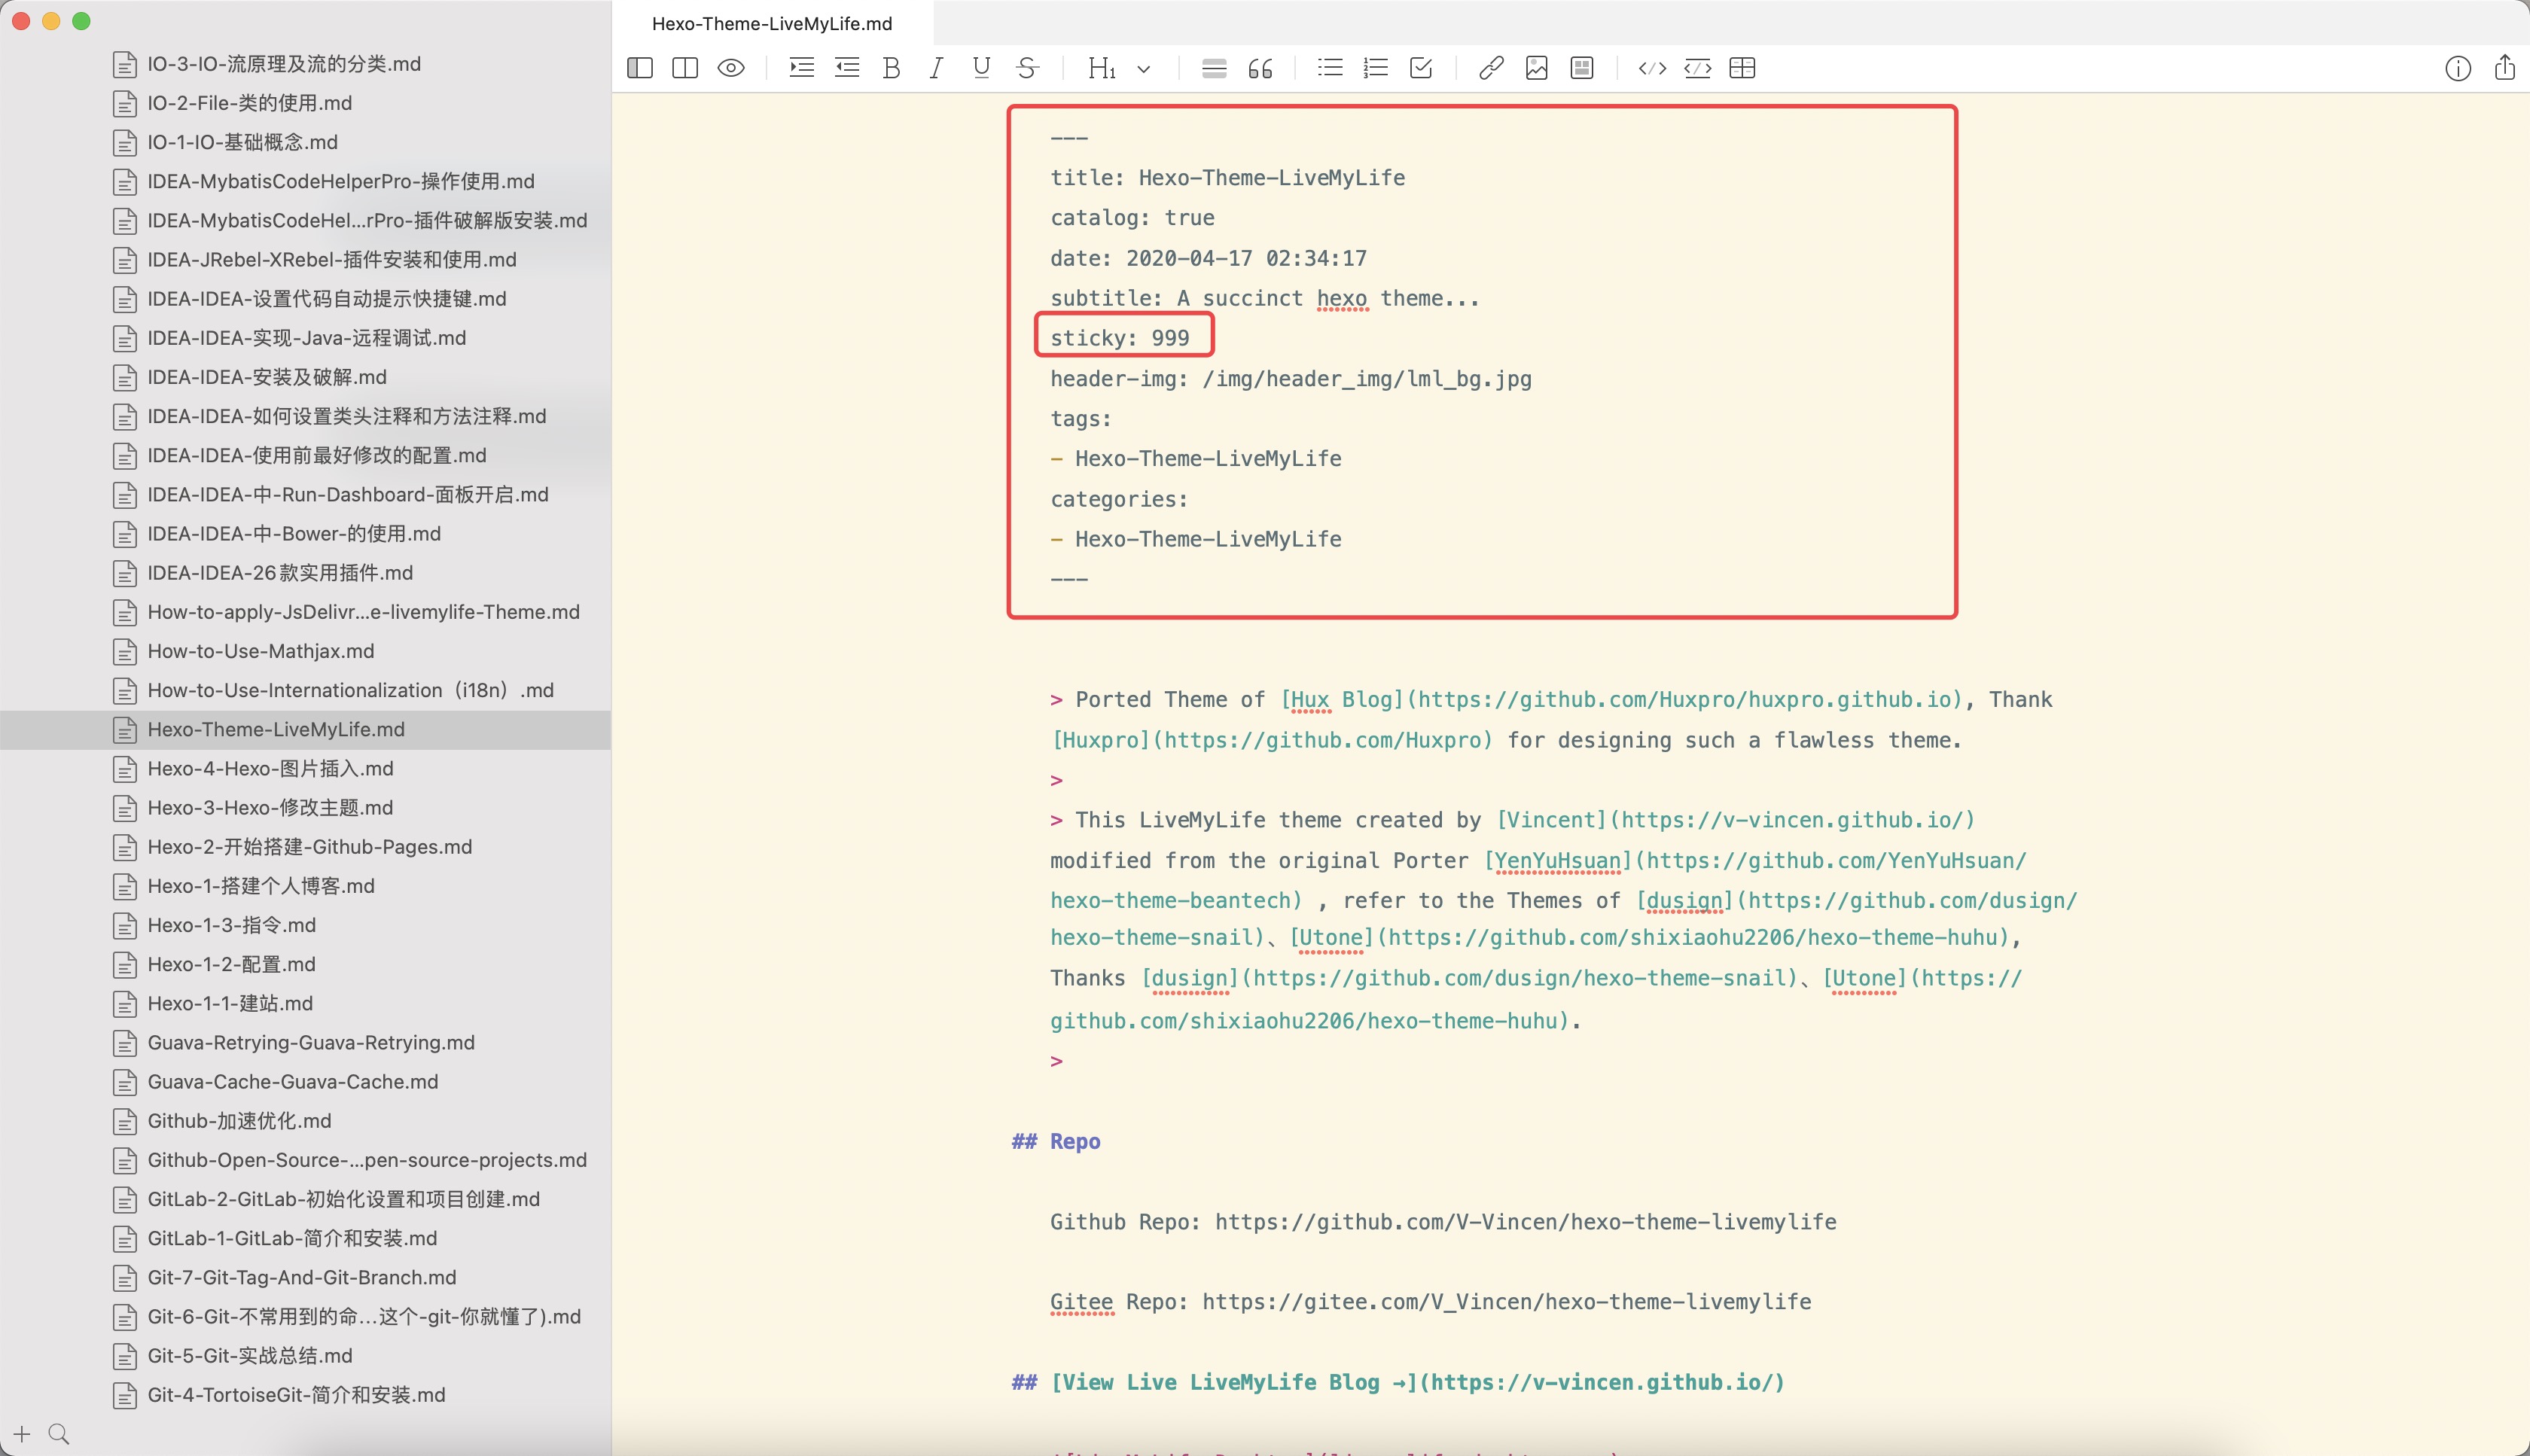 Hexo-Theme-LiveMyLife.md
IO-3-IO-流原理及流的分类.md
IO-2-File-类的使用.md
IO-1-IO-基础概念.md
IDEA-MybatisCodeHelperPro-操作使用.md
IDEA-MybatisCodeHel...rPro-插件破解版安装.md
IDEA-JRebel-XRebel-插件安装和使用.md
IDEA-IDEA-设置代码自动提示快捷键.md
IDEA-IDEA-实现-Java-远程调试.md
IDEA-IDEA-安装及破解.md
IDEA-IDEA-如何设置类头注释和方法注释.md
IDEA-IDEA-使用前最好修改的配置.md
IDEA-IDEA-中-Run-Dashboard-面板开启.md
IDEA-IDEA-中-Bower-的使用.md
IDEA-IDEA-26款实用插件.md
How-to-apply-JsDelivr...e-livemylife-Theme.md
How-to-Use-Mathjax.md
How-to-Use-Internationalization（i18n）.md
Hexo-Theme-LiveMyLife.md
Hexo-4-Hexo-图片插入.md
Hexo-3-Hexo-修改主题.md
Hexo-2-开始搭建-Github-Pages.md
Hexo-1-搭建个人博客.md
Hexo-1-3-指令.md
Hexo-1-2-配置.md
Hexo-1-1-建站.md
Guava-Retrying-Guava-Retrying.md
Guava-Cache-Guava-Cache.md
Github-加速优化.md
Github-Open-Source-...pen-source-projects.md
GitLab-2-GitLab-初始化设置和项目创建.md
GitLab-1-GitLab-简介和安装.md
Git-7-Git-Tag-And-Git-Branch.md
Git-6-Git-不常用到的命...这个-git-你就懂了).md
Git-5-Git-实战总结.md
Git-4-TortoiseGit-简介和安装.md
---
title: Hexo-Theme-LiveMyLife
catalog: true
date: 2020-04-17 02:34:17
subtitle: A succinct hexo theme...
sticky: 999
header-img: /img/header_img/lml_bg.jpg
tags:
- Hexo-Theme-LiveMyLife
categories:
- Hexo-Theme-LiveMyLife
---
> Ported Theme of [Hux Blog](https://github.com/Huxpro/huxpro.github.io), Thank
[Huxpro](https://github.com/Huxpro) for designing such a flawless theme.
>
> This LiveMyLife theme created by [Vincent](https://v-vincen.github.io/)
modified from the original Porter [YenYuHsuan](https://github.com/YenYuHsuan/
hexo-theme-beantech) , refer to the Themes of [dusign](https://github.com/dusign/
hexo-theme-snail)、[Utone](https://github.com/shixiaohu2206/hexo-theme-huhu),
Thanks [dusign](https://github.com/dusign/hexo-theme-snail)、[Utone](https://
github.com/shixiaohu2206/hexo-theme-huhu).
>
## Repo
Github Repo: https://github.com/V-Vincen/hexo-theme-livemylife
Gitee Repo: https://gitee.com/V_Vincen/hexo-theme-livemylife
## [View Live LiveMyLife Blog →](https://v-vincen.github.io/)